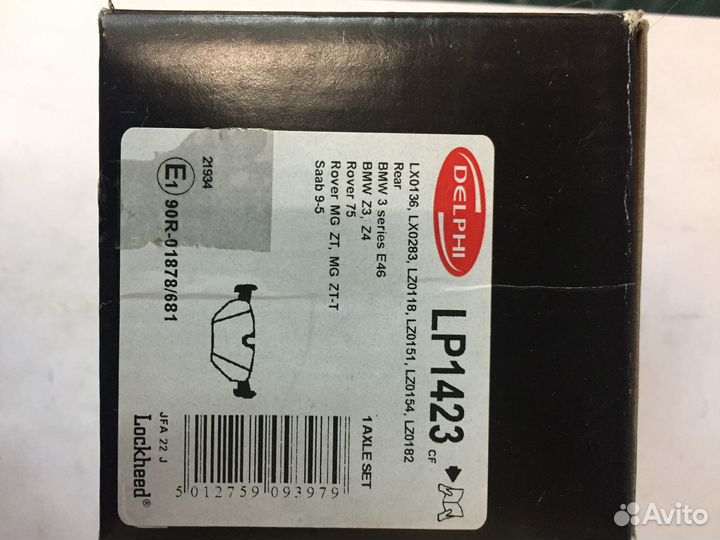 DELPHI
LP1423 CF
LX0136, LX0283, LZ0118, LZ0151, LZ0154, LZ0182
Rear
BMW 3 series E46
BMW Z3, Z4
Rover 75
Rover MG ZT, MG ZT-T
Saab 9-5
1 AXLE SET
21934
E1 90R-01878/681
5 012759 093979
JFA 22 J
Lockheed®
Avito